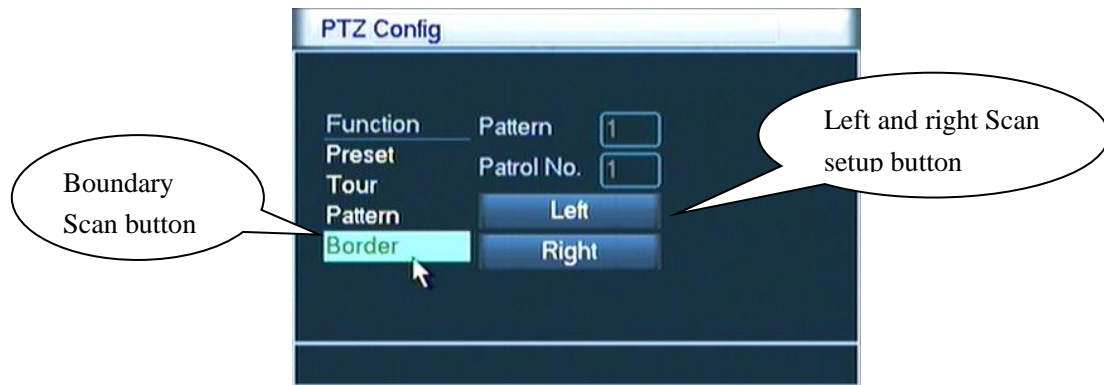 PTZ Config
Function
Preset
Tour
Pattern
Border
Pattern 1
Patrol No. 1
Left
Right
Boundary
Scan button
Left and right Scan
setup button